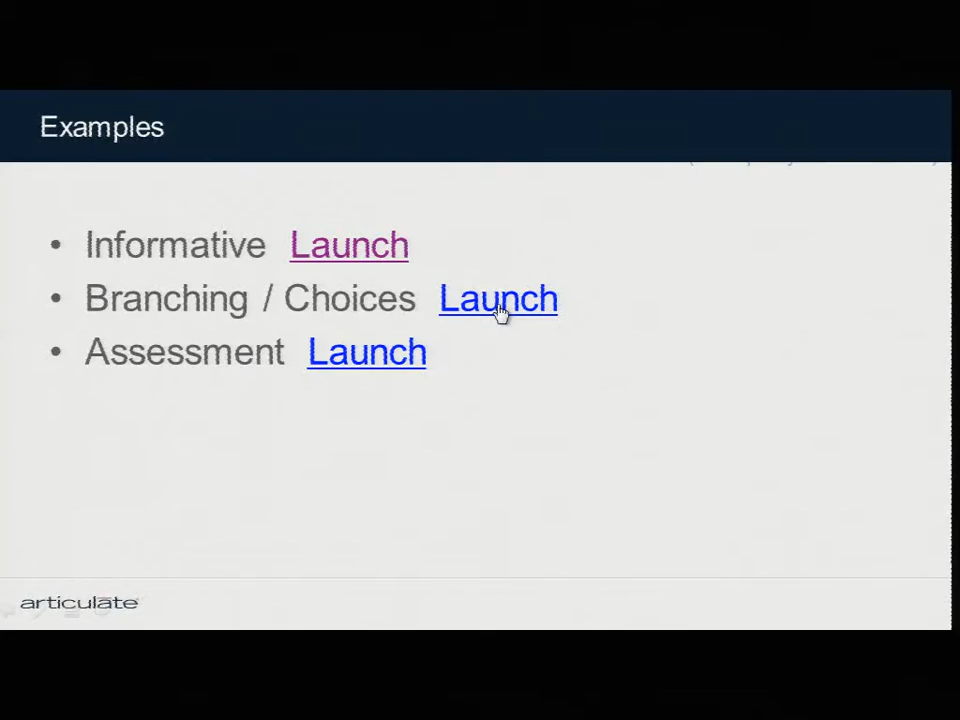 Examples
• Informative Launch
• Branching / Choices Launch
• Assessment Launch
articulate